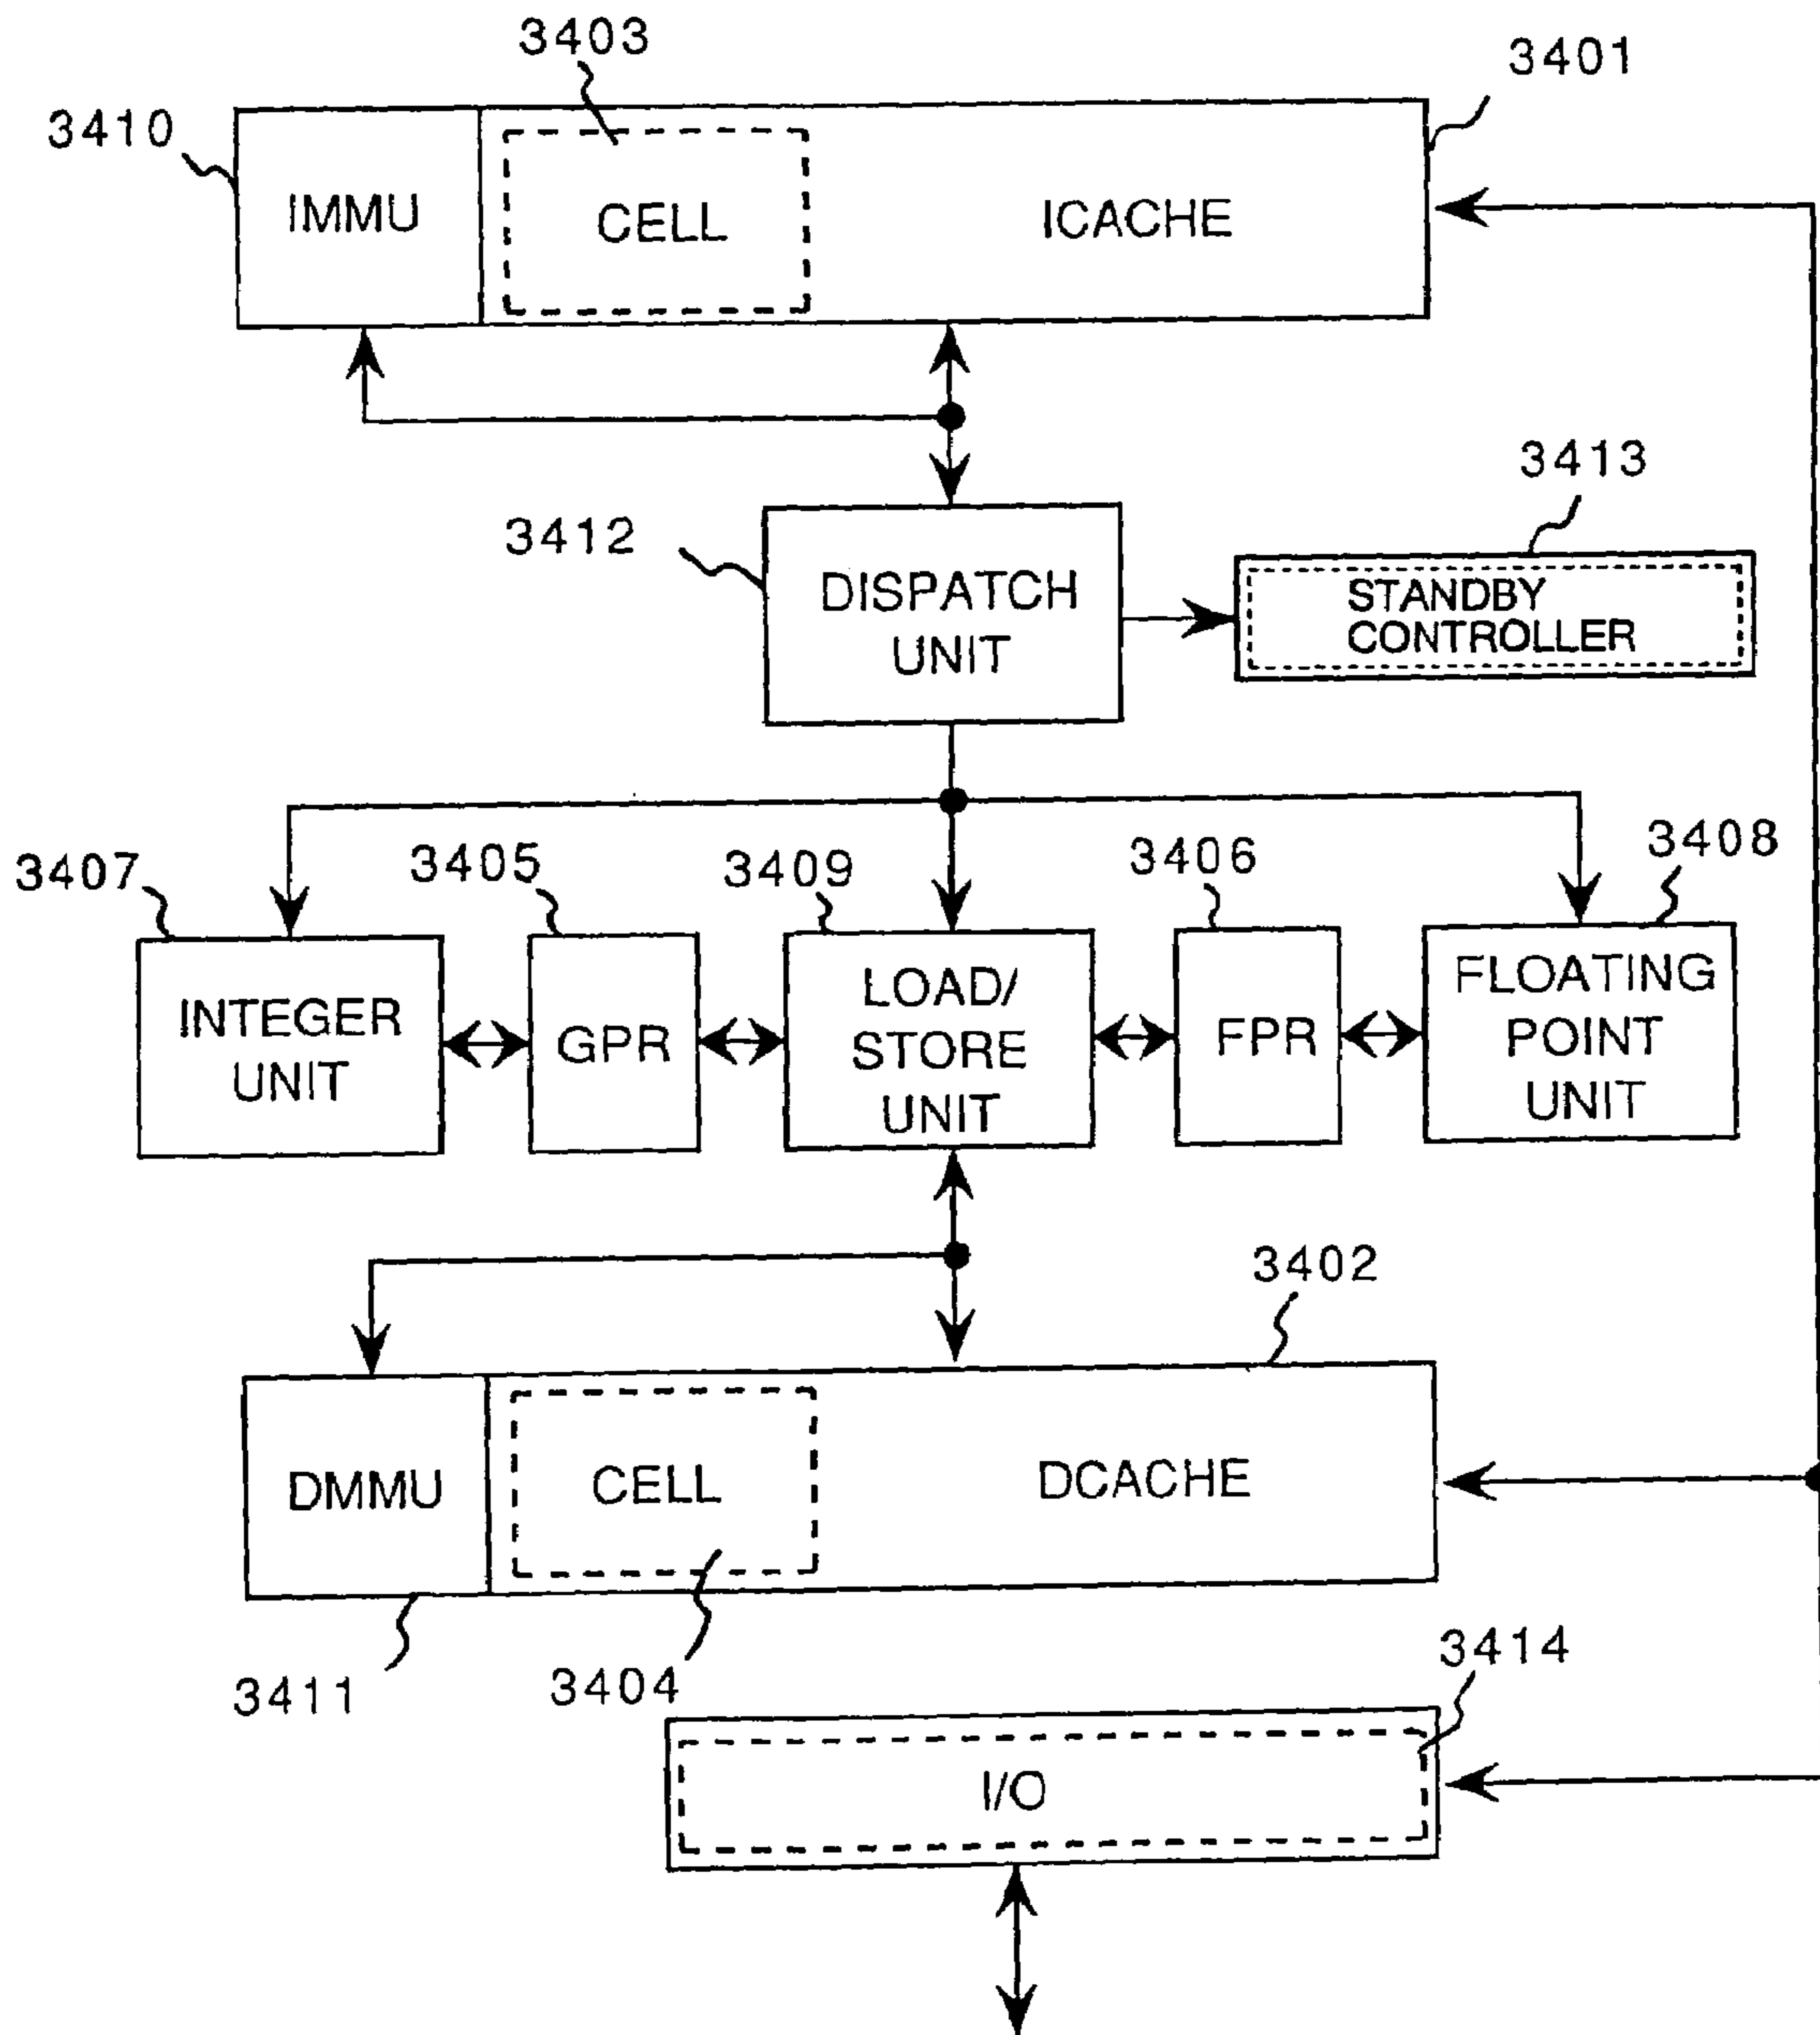 3403
3401
3410
IMMU
CELL
ICACHE
3413
3412
DISPATCH
UNIT
STANDBY
CONTROLLER
3407
3405
3409
3406
3408
INTEGER
UNIT
GPR
LOAD/
STORE
UNIT
FPR
FLOATING
POINT
UNIT
3402
DMMU
CELL
DCACHE
3411
3404
3414
I/O